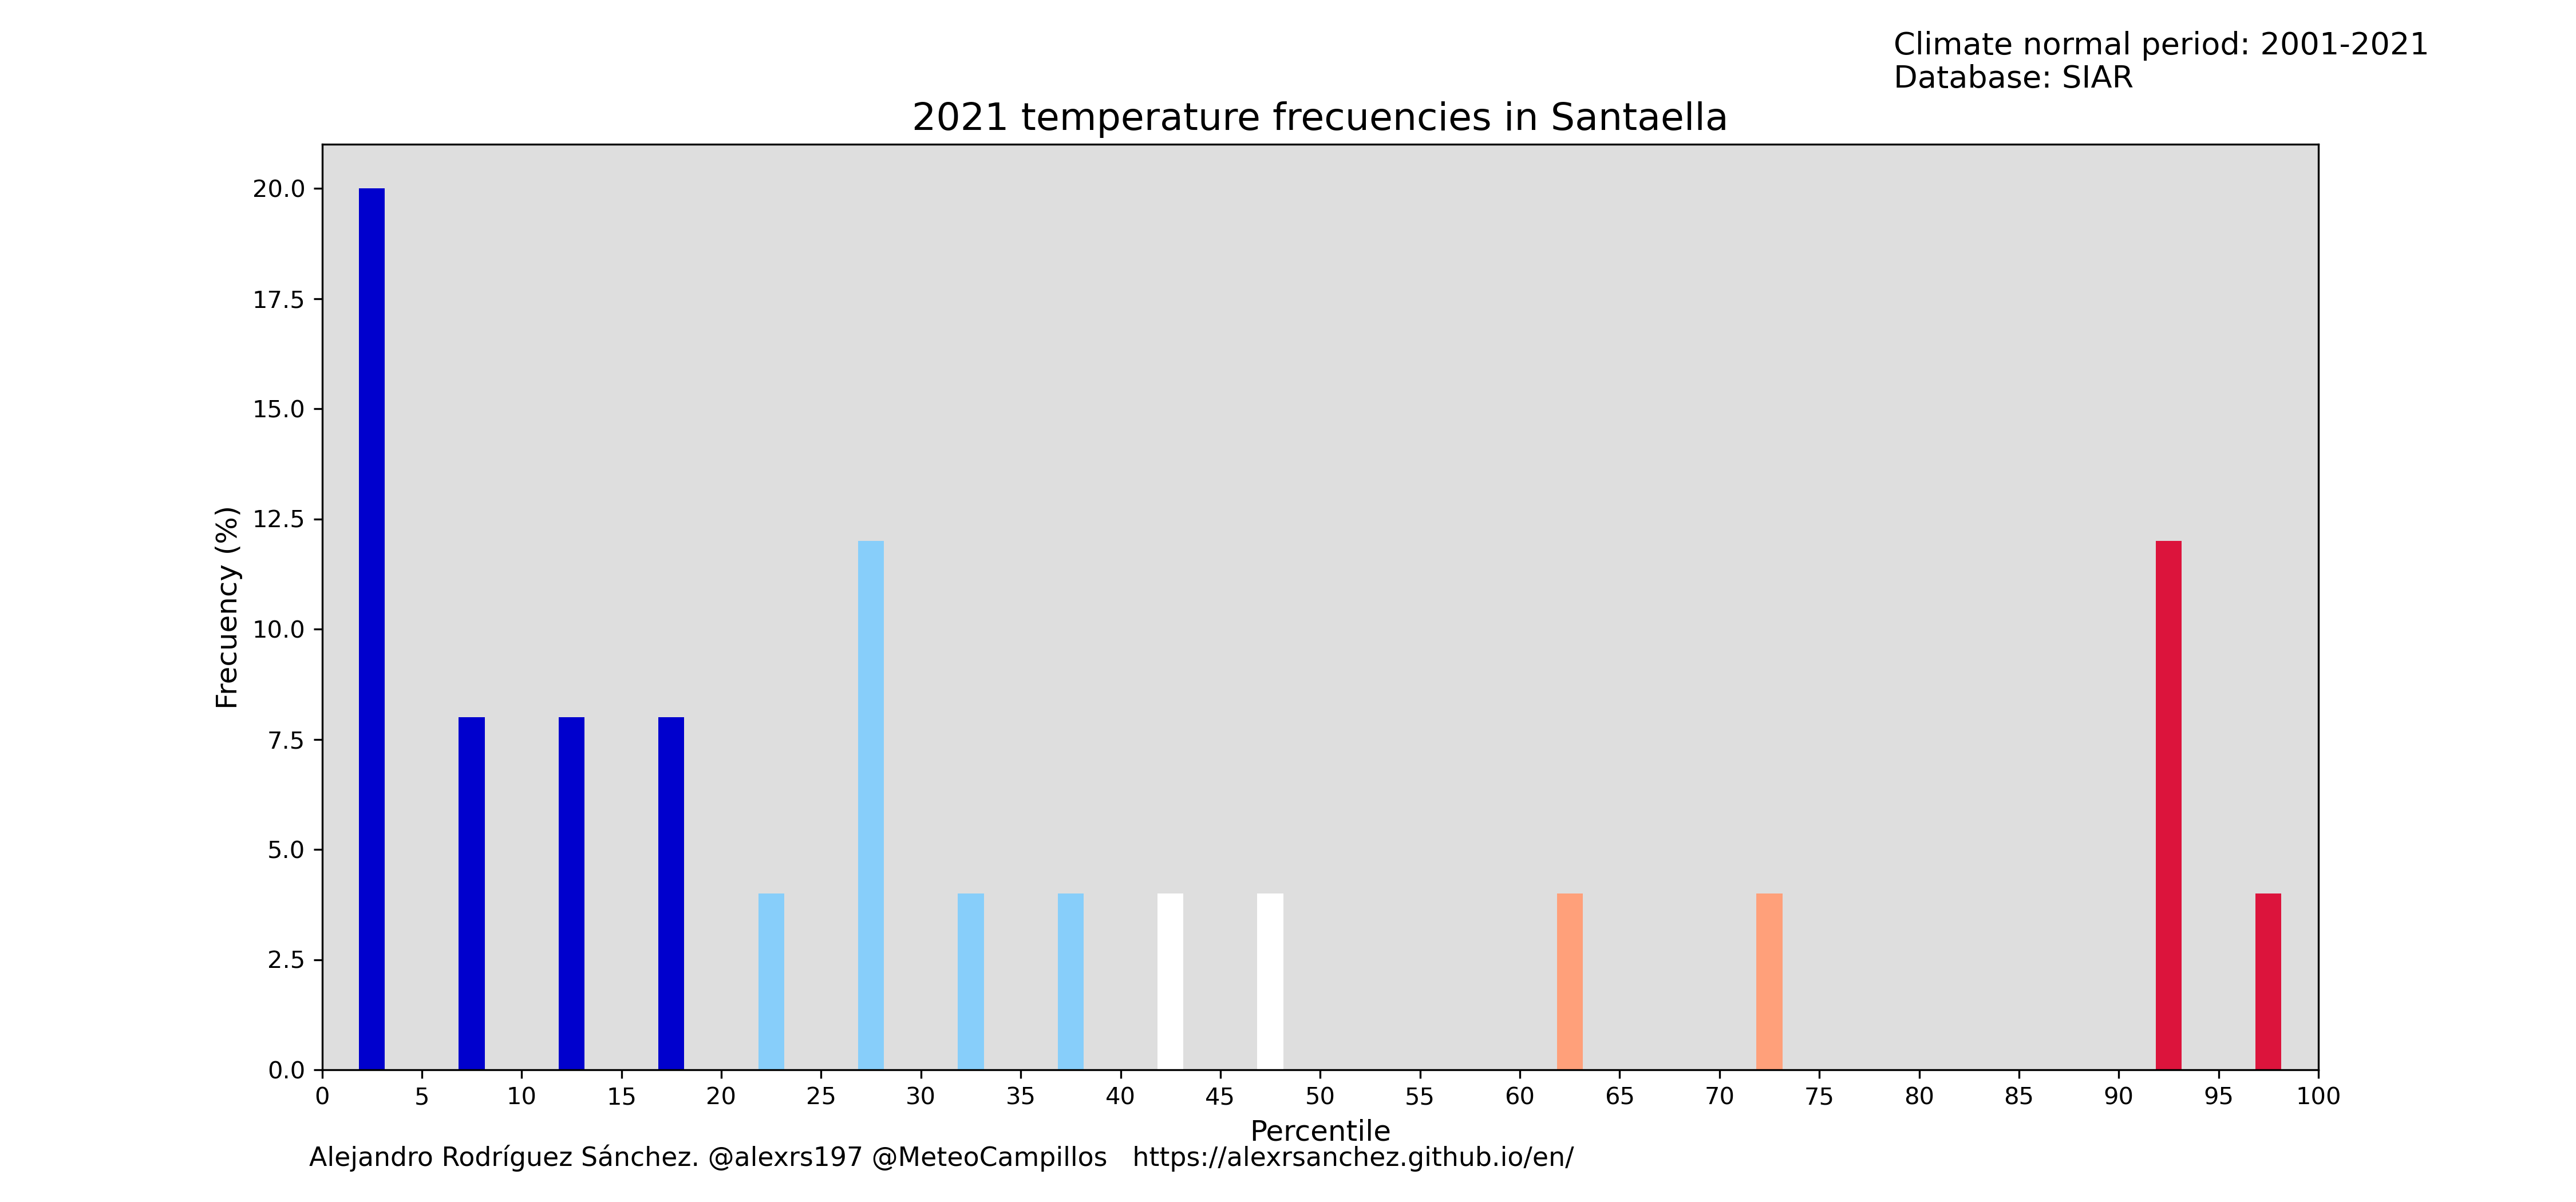 Climate normal period: 2001-2021
Database: SIAR
2021 temperature frecuencies in Santaella
20.0
17.5
15.0
12.5
10.0
7.5
5.0
2.5
0.0
Frecuency (%)
0 5 10 15 20 25 30 35 40 45 50 55 60 65 70 75 80 85 90 95 100
Percentile
Alejandro Rodríguez Sánchez. @alexrs197 @MeteoCampillos https://alexrsanchez.github.io/en/